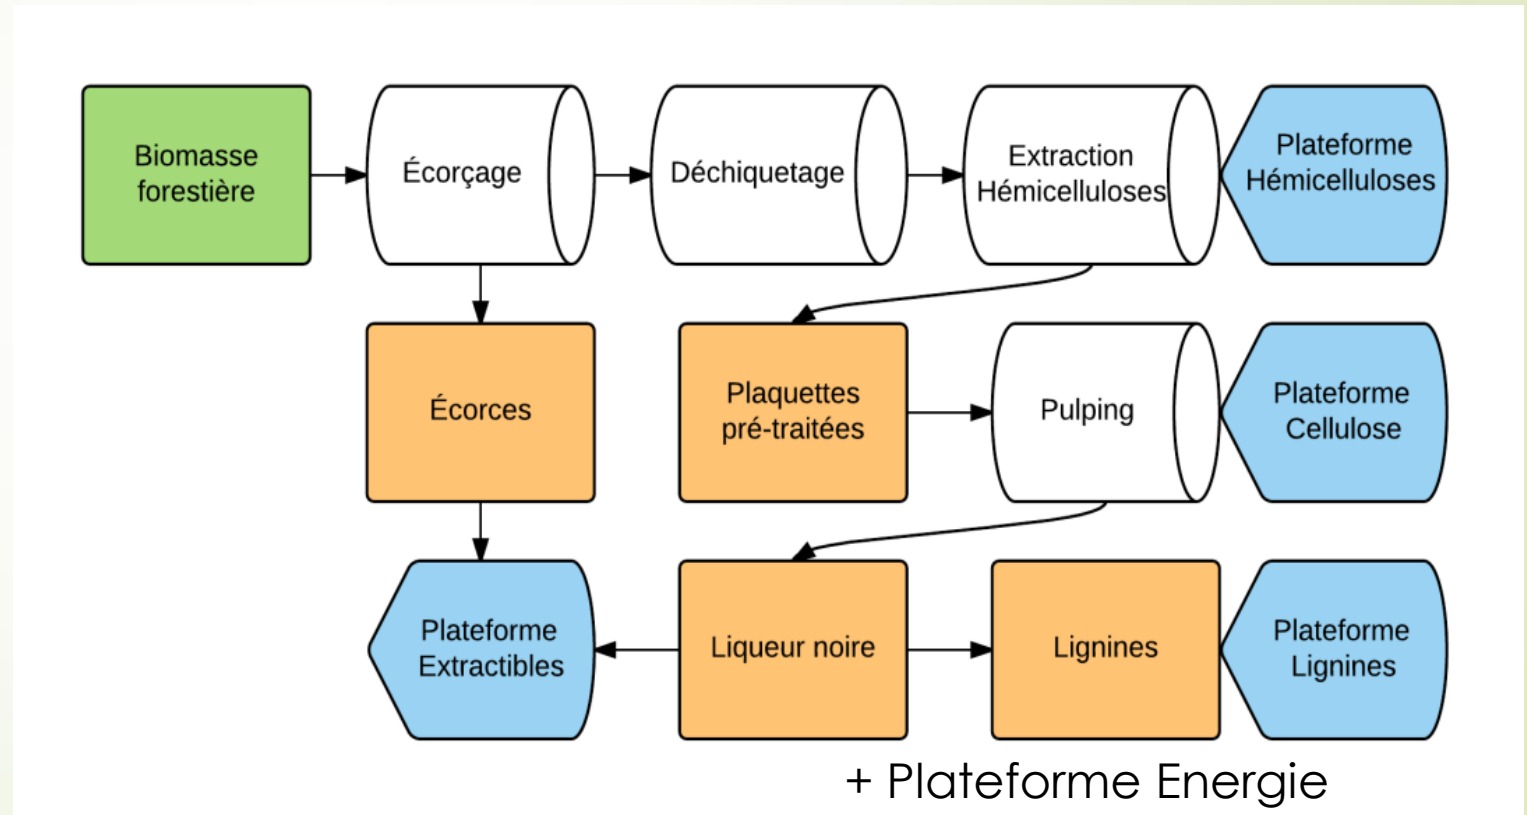 Biomasse
forestière
Écorçage
Déchiquetage
Extraction
Hémicelluloses
Plateforme
Hémicelluloses
Écorces
Plaquettes
pré-traitées
Pulping
Plateforme
Cellulose
Plateforme
Extractibles
Liqueur noire
Lignines
Plateforme
Lignines
+ Plateforme Energie